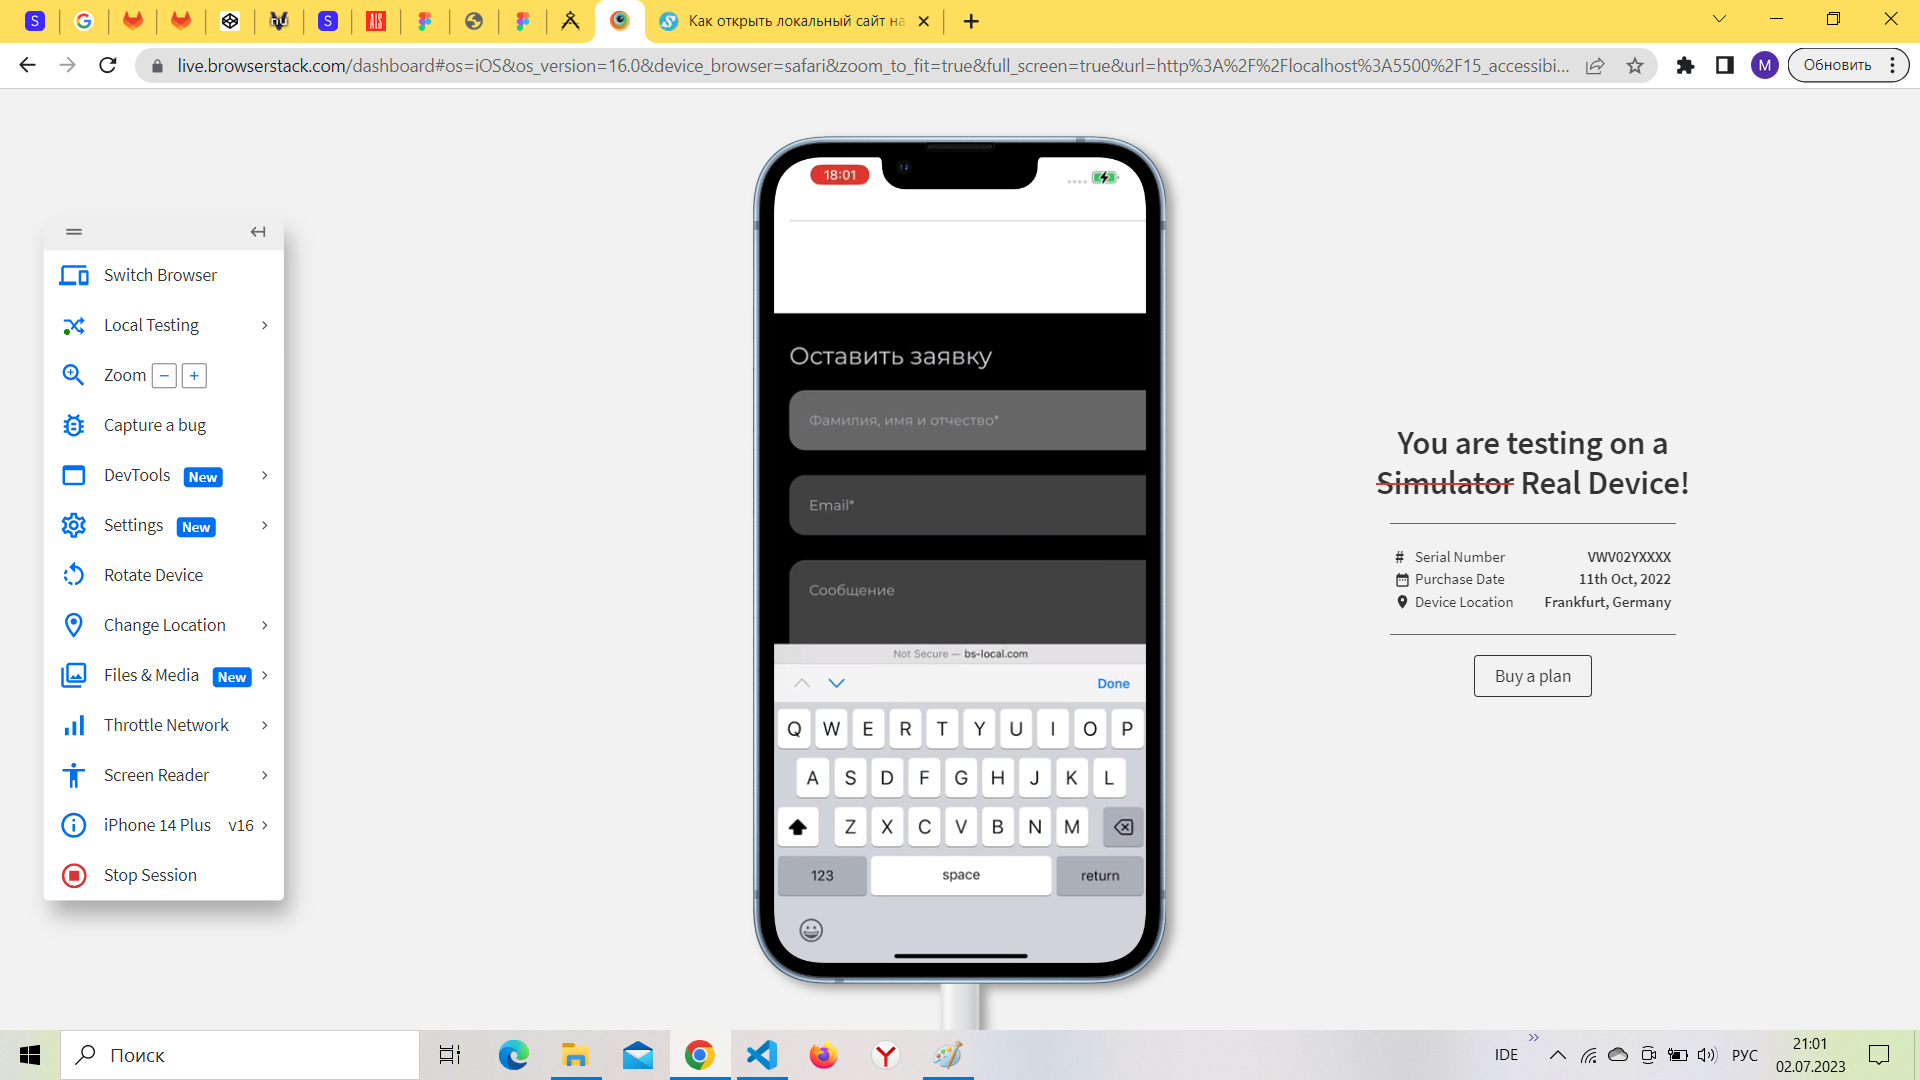 S
G
S
AIS
Как открыть локальный сайт на
live.browserstack.com/dashboard#os=iOS&os_version=16.0&device_browser=safari&zoom_to_fit=true&full_screen=true&url=http%3A%2F%2Flocalhost%3A5500%2F15_accessibi...
M
Обновить
Switch Browser
Local Testing
Zoom − +
Capture a bug
DevTools New
Settings New
Rotate Device
Change Location
Files & Media New
Throttle Network
Screen Reader
iPhone 14 Plus v16
Stop Session
18:01
Оставить заявку
Фамилия, имя и отчество*
Email*
Сообщение
Not Secure — bs-local.com
Done
Q W E R T Y U I O P
A S D F G H J K L
Z X C V B N M
123 space return
You are testing on a
Simulator Real Device!
# Serial Number VWV02YXXXX
Purchase Date 11th Oct, 2022
Device Location Frankfurt, Germany
Buy a plan
Поиск
IDE
РУС
21:01
02.07.2023